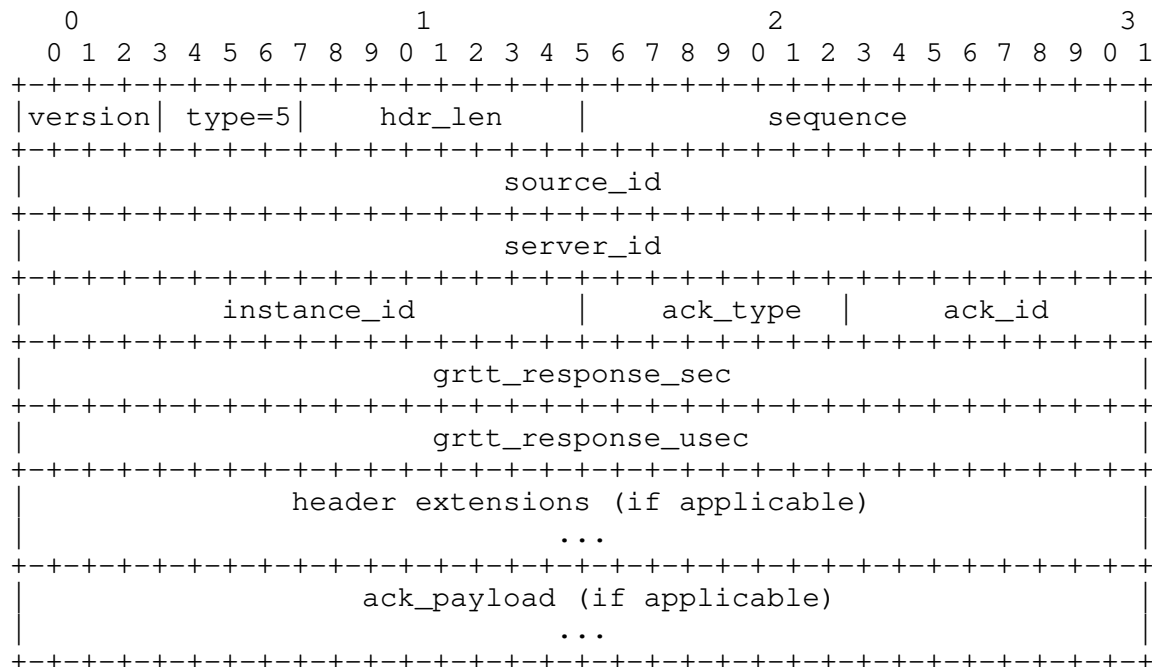 0                   1                   2                   3
0 1 2 3 4 5 6 7 8 9 0 1 2 3 4 5 6 7 8 9 0 1 2 3 4 5 6 7 8 9 0 1
+-+-+-+-+-+-+-+-+-+-+-+-+-+-+-+-+-+-+-+-+-+-+-+-+-+-+-+-+-+-+-+-+
|version| type=5|    hdr_len    |          sequence             |
+-+-+-+-+-+-+-+-+-+-+-+-+-+-+-+-+-+-+-+-+-+-+-+-+-+-+-+-+-+-+-+-+
|                           source_id                           |
+-+-+-+-+-+-+-+-+-+-+-+-+-+-+-+-+-+-+-+-+-+-+-+-+-+-+-+-+-+-+-+-+
|                           server_id                           |
+-+-+-+-+-+-+-+-+-+-+-+-+-+-+-+-+-+-+-+-+-+-+-+-+-+-+-+-+-+-+-+-+
|           instance_id         |    ack_type   |     ack_id    |
+-+-+-+-+-+-+-+-+-+-+-+-+-+-+-+-+-+-+-+-+-+-+-+-+-+-+-+-+-+-+-+-+
|                       grtt_response_sec                       |
+-+-+-+-+-+-+-+-+-+-+-+-+-+-+-+-+-+-+-+-+-+-+-+-+-+-+-+-+-+-+-+-+
|                       grtt_response_usec                      |
+-+-+-+-+-+-+-+-+-+-+-+-+-+-+-+-+-+-+-+-+-+-+-+-+-+-+-+-+-+-+-+-+
|               header extensions (if applicable)               |
|                              ...                              |
+-+-+-+-+-+-+-+-+-+-+-+-+-+-+-+-+-+-+-+-+-+-+-+-+-+-+-+-+-+-+-+-+
|                   ack_payload (if applicable)                 |
|                              ...                              |
+-+-+-+-+-+-+-+-+-+-+-+-+-+-+-+-+-+-+-+-+-+-+-+-+-+-+-+-+-+-+-+-+